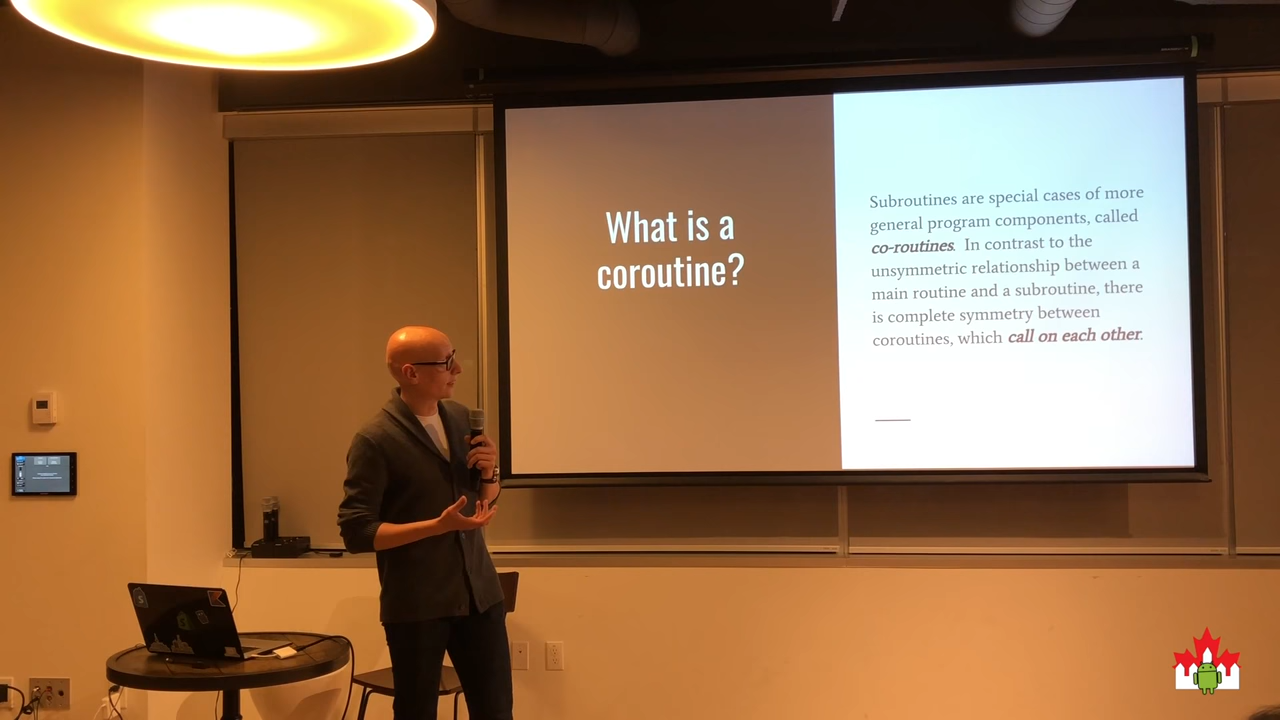 What is a
coroutine?
Subroutines are special cases of more
general program components, called
co-routines. In contrast to the
unsymmetric relationship between a
main routine and a subroutine, there
is complete symmetry between
coroutines, which call on each other.